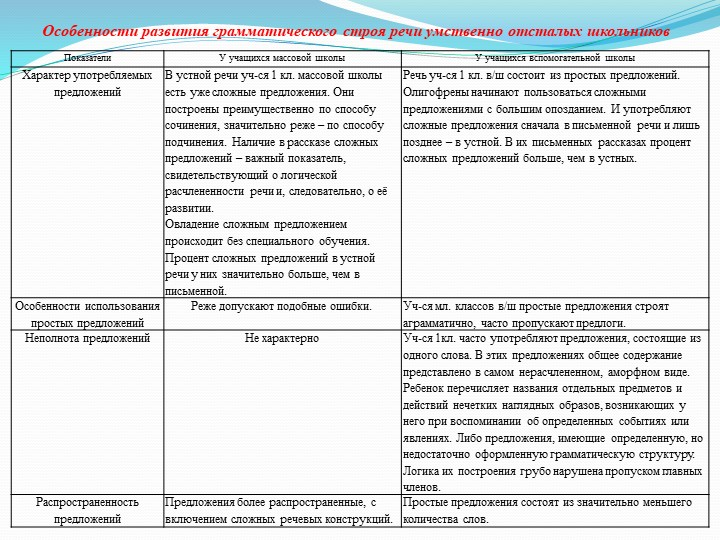 Особенности развития грамматического строя речи умственно отсталых школьников
Показатели
У учащихся массовой школы
У учащихся вспомогательной школы
Характер употребляемых
предложений
В устной речи уч-ся 1 кл. массовой школы
есть уже сложные предложения. Они
построены преимущественно по способу
сочинения, значительно реже – по способу
подчинения. Наличие в рассказе сложных
предложений – важный показатель,
свидетельствующий о логической
расчлененности речи и, следовательно, о её
развитии.
Овладение сложным предложением
происходит без специального обучения.
Процент сложных предложений в устной
речи у них значительно больше, чем в
письменной.
Речь уч-ся 1 кл. в/ш состоит из простых предложений.
Олигофрены начинают пользоваться сложными
предложениями с большим опозданием. И употребляют
сложные предложения сначала в письменной речи и лишь
позднее – в устной. В их письменных рассказах процент
сложных предложений больше, чем в устных.
Особенности использования
простых предложений
Реже допускают подобные ошибки.
Уч-ся мл. классов в/ш простые предложения строят
аграмматично, часто пропускают предлоги.
Неполнота предложений
Не характерно
Уч-ся 1кл. часто употребляют предложения, состоящие из
одного слова. В этих предложениях общее содержание
представлено в самом нерасчлененном, аморфном виде.
Ребенок перечисляет названия отдельных предметов и
действий нечетких наглядных образов, возникающих у
него при воспоминании об определенных событиях или
явлениях. Либо предложения, имеющие определенную, но
недостаточно оформленную грамматическую структуру.
Логика их построения грубо нарушена пропуском главных
членов.
Распространенность
предложений
Предложения более распространенные, с
включением сложных речевых конструкций.
Простые предложения состоят из значительно меньшего
количества слов.